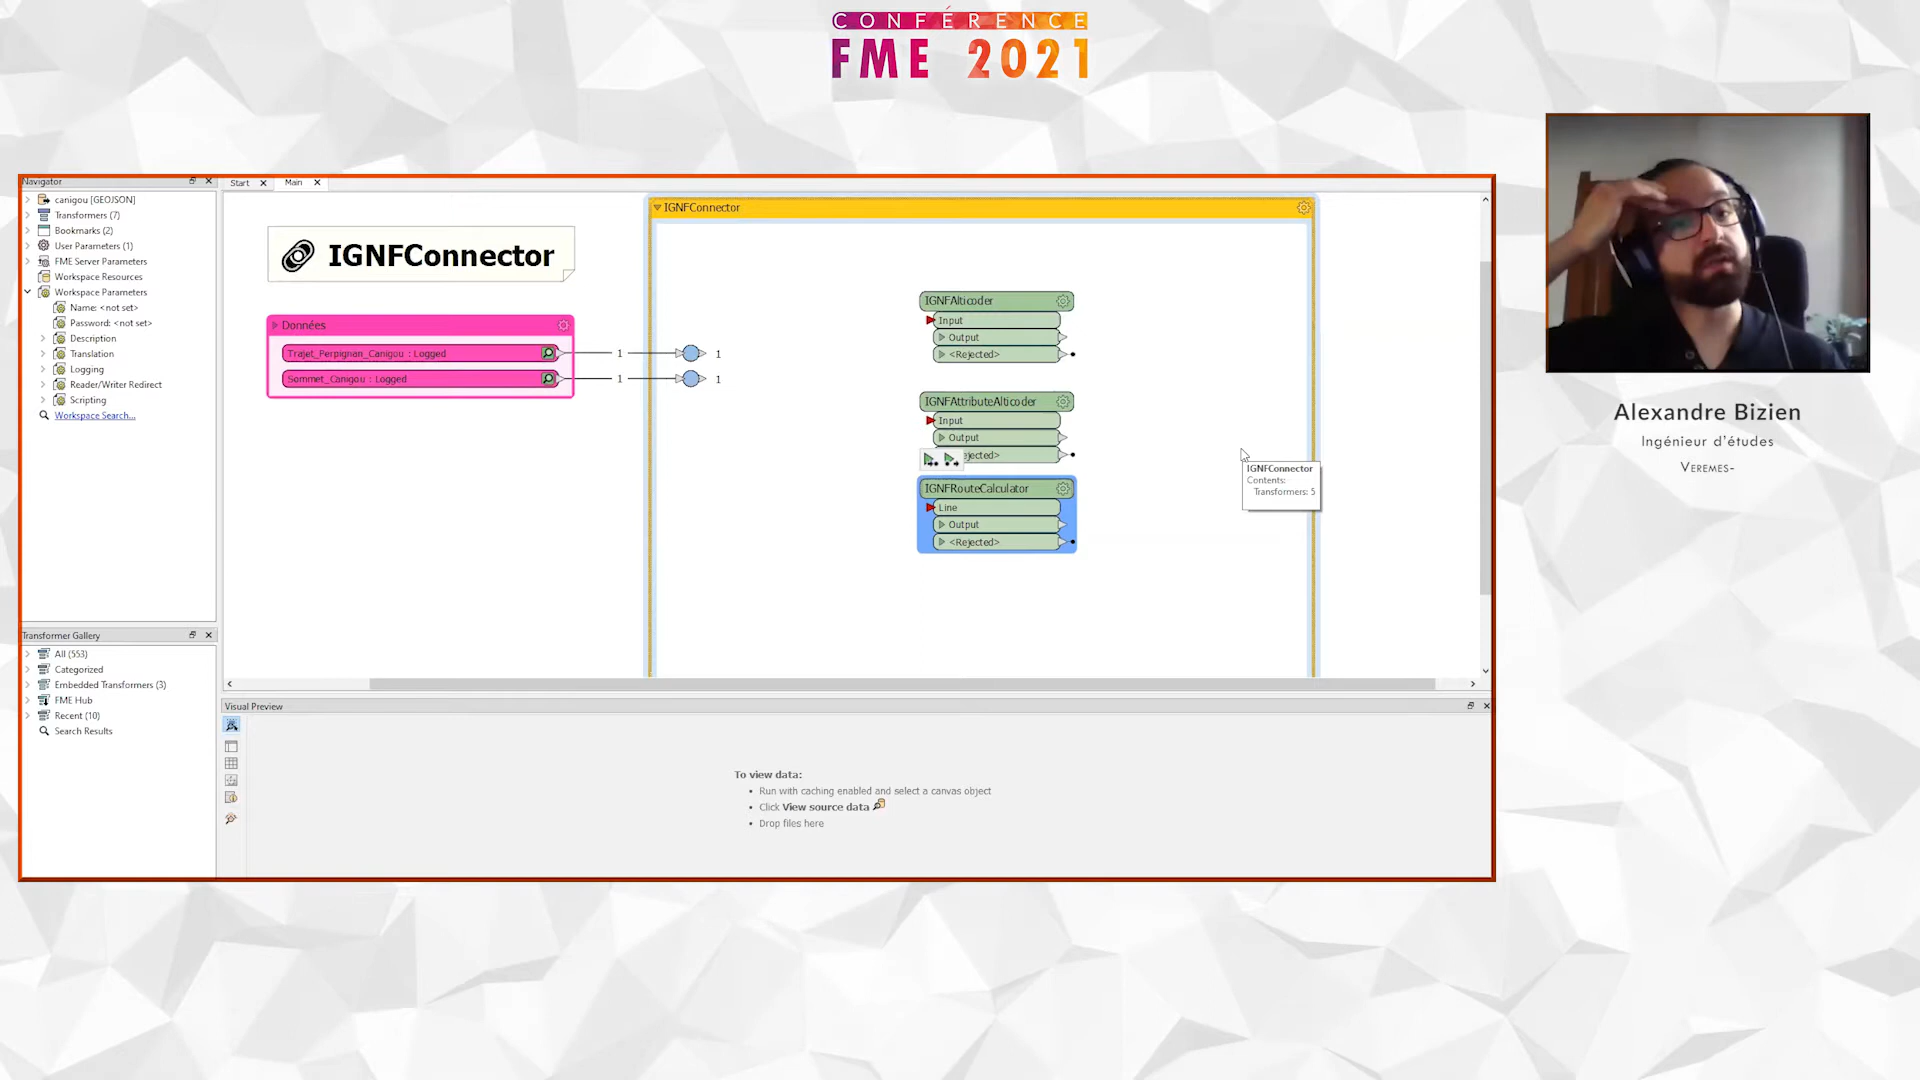 CONFÉRENCE
FME 2021
Navigator
canigou [GEOJSON]
Transformers (7)
Bookmarks (2)
User Parameters (1)
FME Server Parameters
Workspace Resources
Workspace Parameters
Name: <not set>
Password: <not set>
Description
Translation
Logging
Reader/Writer Redirect
Scripting
Workspace Search...
Transformer Gallery
All (553)
Categorized
Embedded Transformers (3)
FME Hub
Recent (10)
Search Results
Start
Main
IGNFConnector
Données
Trajet_Perpignan_Canigou : Logged
1
1
Sommet_Canigou : Logged
1
1
IGNFConnector
IGNFAlticoder
Input
Output
<Rejected>
IGNFAttributeAlticoder
Input
Output
ejected>
IGNFRouteCalculator
Line
Output
<Rejected>
IGNFConnector
Contents:
Transformers: 5
Visual Preview
To view data:
Run with caching enabled and select a canvas object
Click View source data
Drop files here
Alexandre Bizien
Ingénieur d'études
VEREMES-